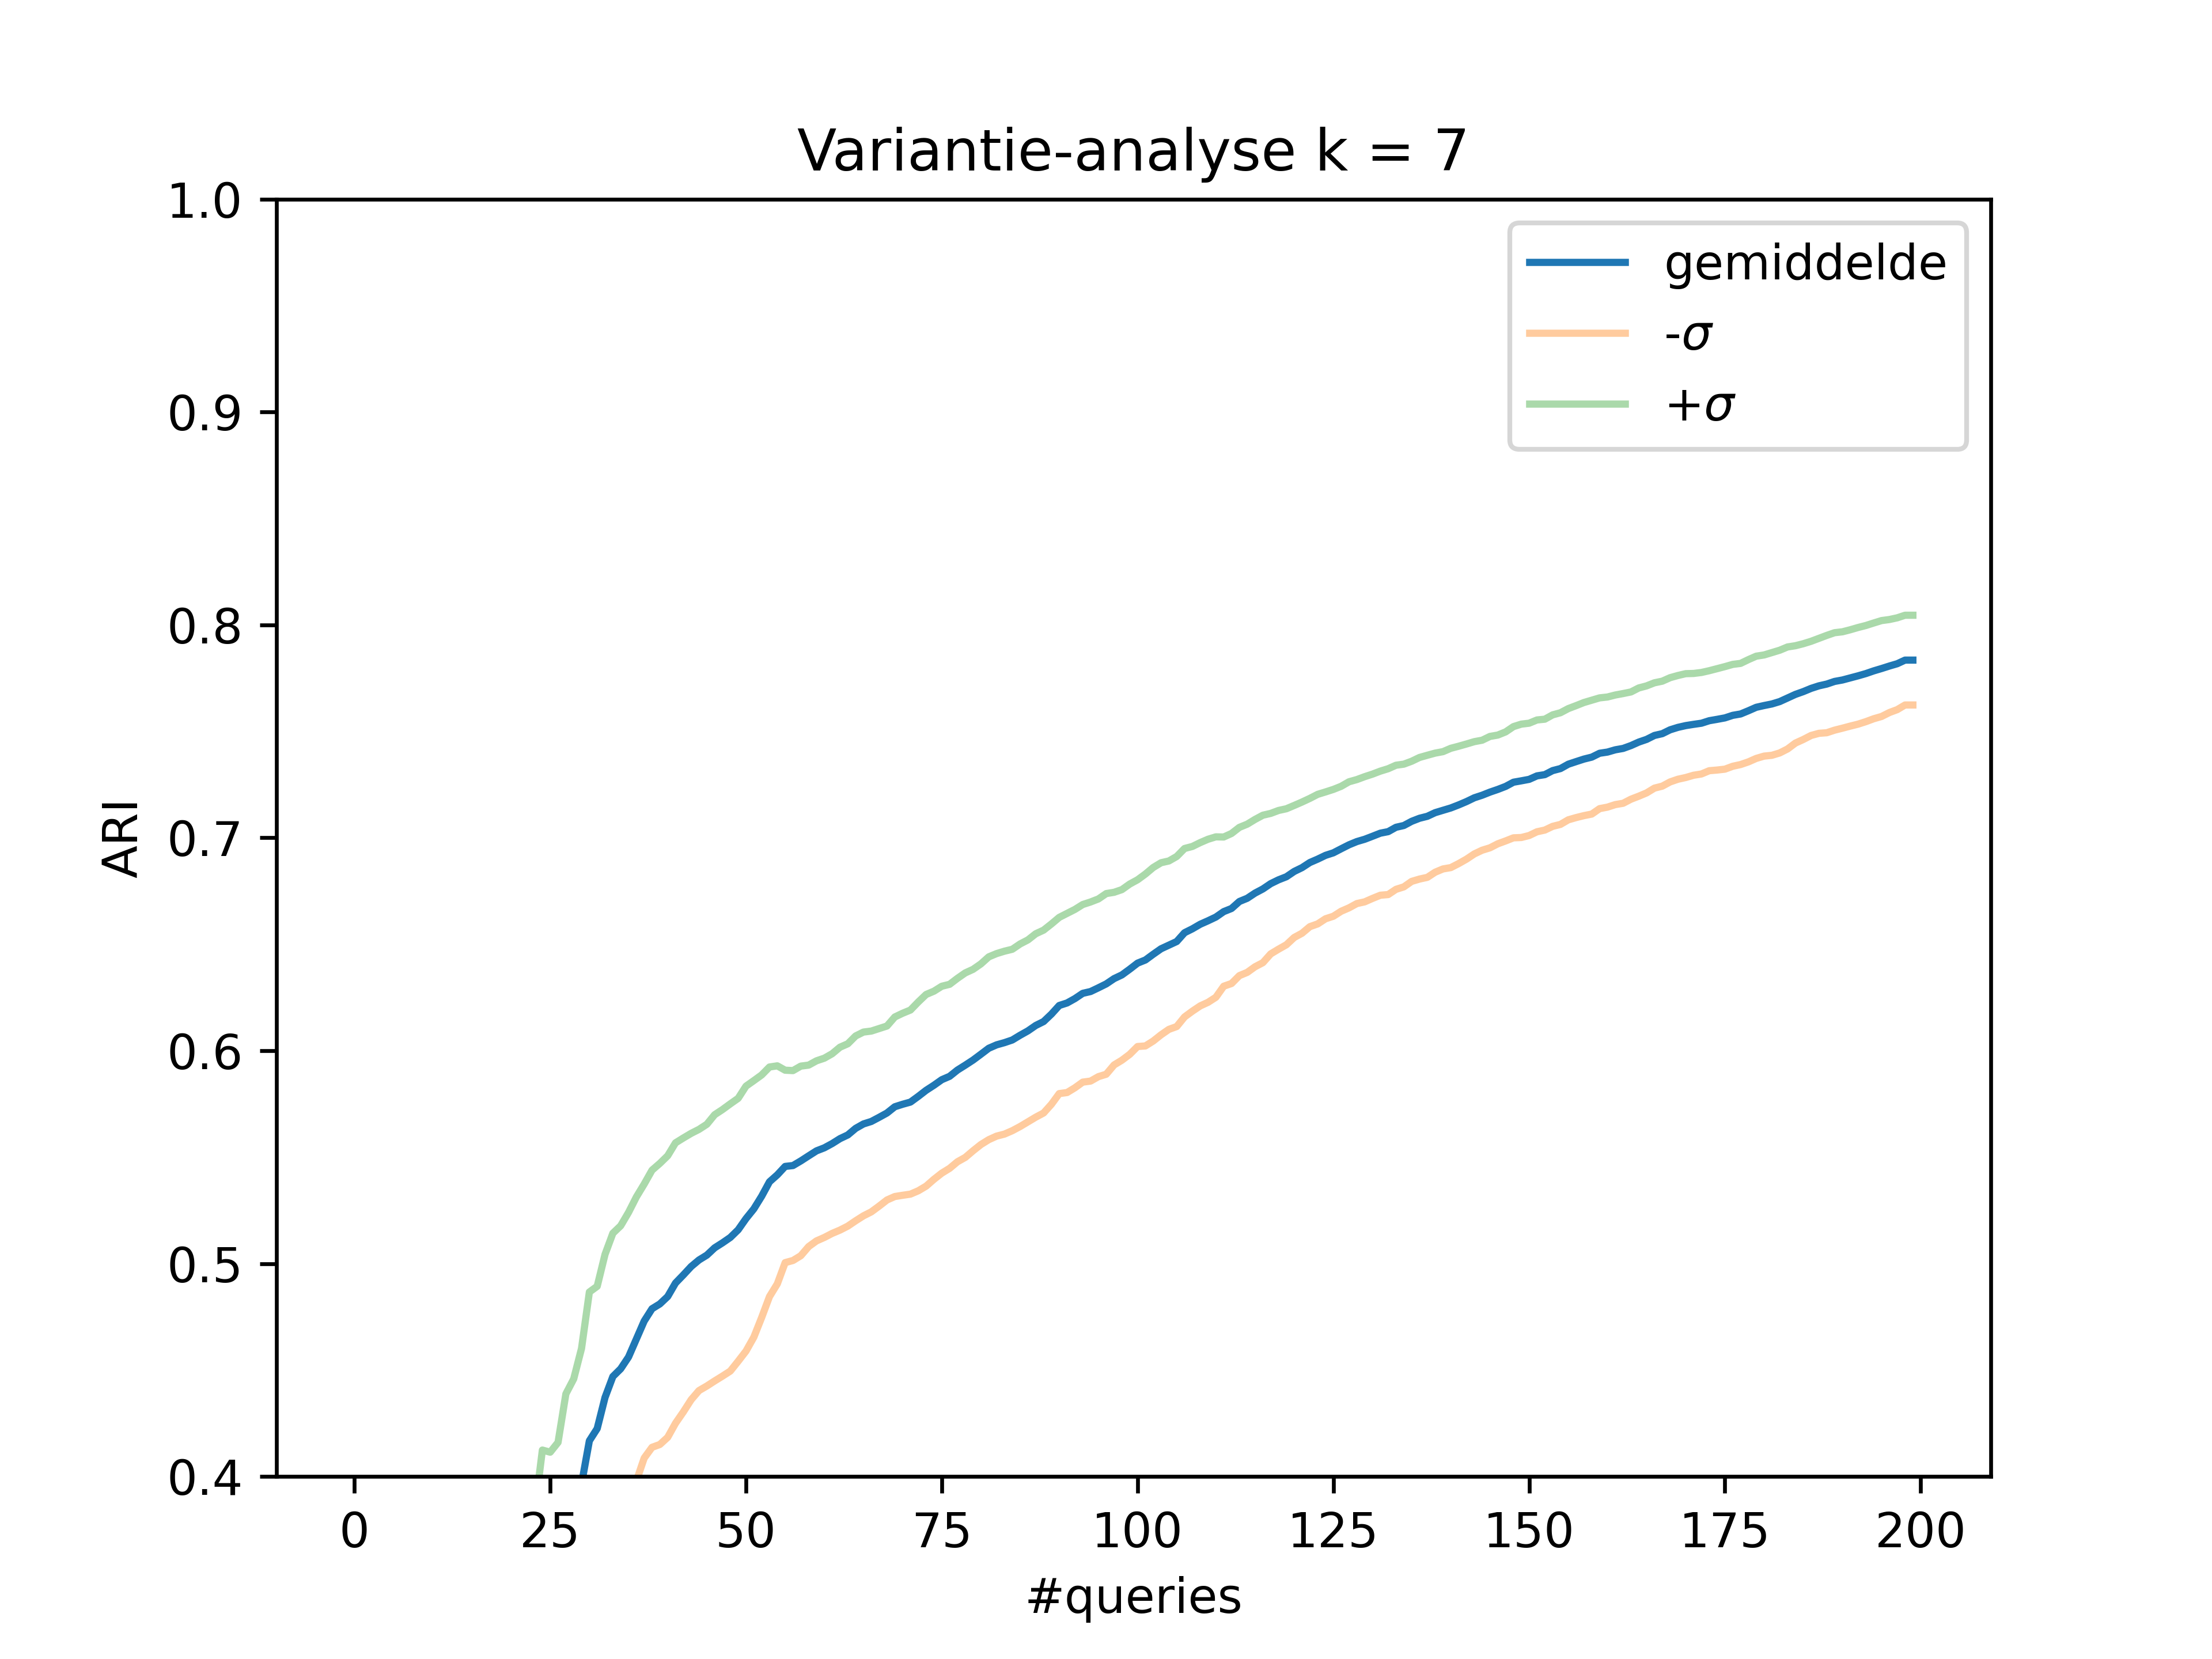 Variantie-analyse k = 7
gemiddelde
-σ
+σ
1.0
0.9
0.8
0.7
0.6
0.5
0.4
ARI
0 25 50 75 100 125 150 175 200
#queries